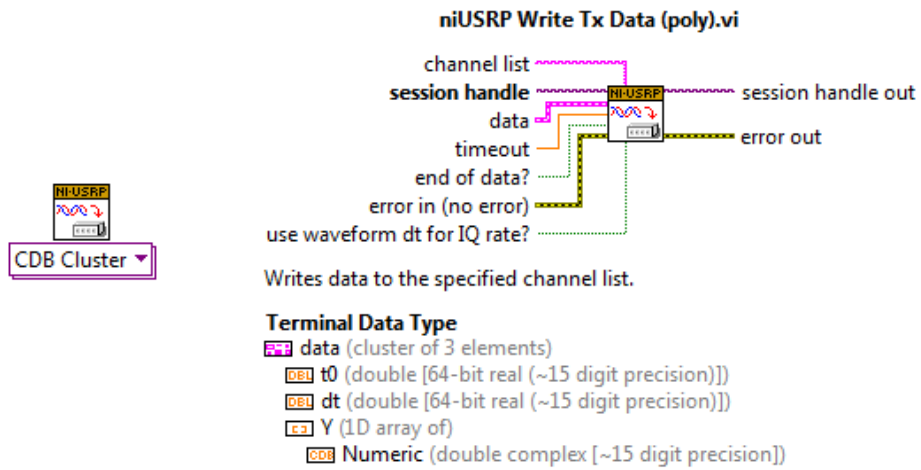 niUSRP Write Tx Data (poly).vi
channel list
session handle
data
timeout
end of data?
error in (no error)
use waveform dt for IQ rate?
NI-USRP
session handle out
error out
NI-USRP
CDB Cluster
Writes data to the specified channel list.
Terminal Data Type
data (cluster of 3 elements)
DBL t0 (double [64-bit real (~15 digit precision)])
DBL dt (double [64-bit real (~15 digit precision)])
Y (1D array of)
CDB Numeric (double complex [~15 digit precision])